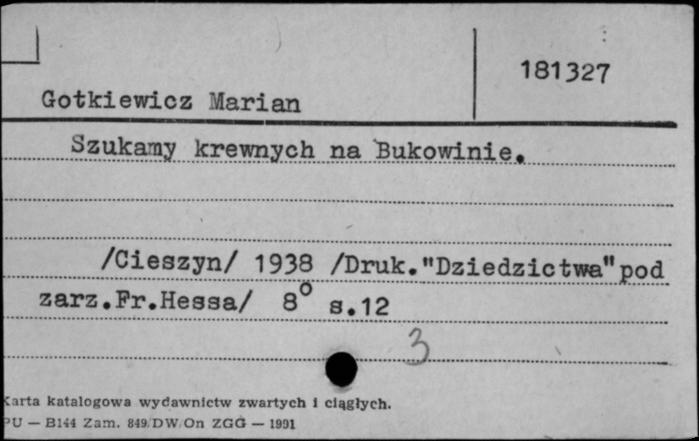 181327
Gotkiewicz Marian
Szukamy krewnych na Bukowinie.
/Cieszyn/ 1938 /Druk."Dziedzictwa" pod
zarz.Fr.Hessa/ 8° s.12
3
Karta katalogowa wydawnictw zwartych i ciągłych.
PU — B144 Zam. 849/DW/On ZGG — 1991